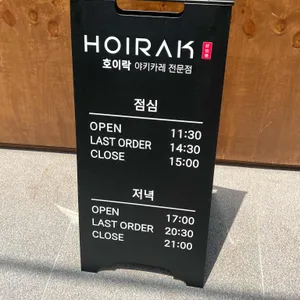 HOIRAK
호이락 야키카레 전문점
점심
OPEN 11:30
LAST ORDER 14:30
CLOSE 15:00
저녁
OPEN 17:00
LAST ORDER 20:30
CLOSE 21:00